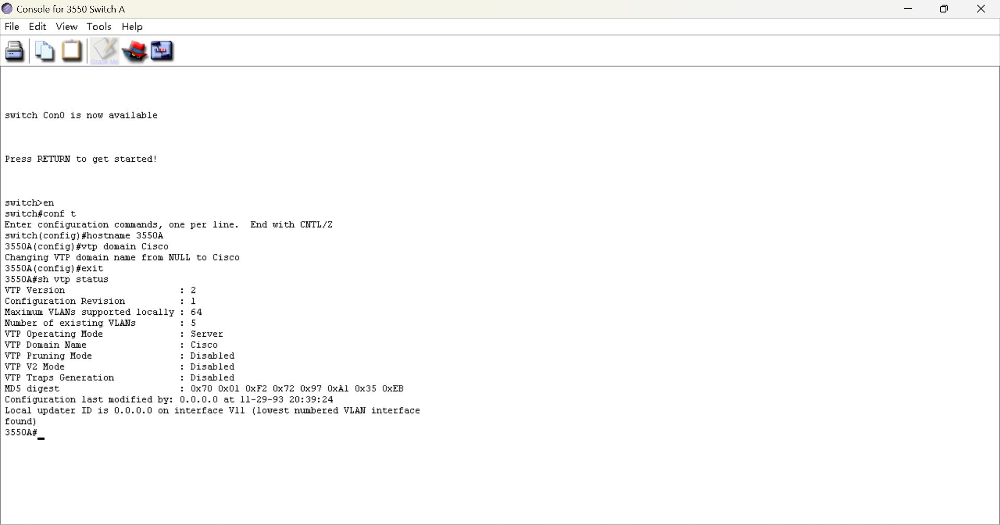 Console for 3550 Switch A
File Edit View Tools Help
Grade Me
switch Con0 is now available
Press RETURN to get started!
switch>en
switch#conf t
Enter configuration commands, one per line.  End with CNTL/Z
switch(config)#hostname 3550A
3550A(config)#vtp domain Cisco
Changing VTP domain name from NULL to Cisco
3550A(config)#exit
3550A#sh vtp status
VTP Version                     : 2
Configuration Revision          : 1
Maximum VLANs supported locally : 64
Number of existing VLANs        : 5
VTP Operating Mode              : Server
VTP Domain Name                 : Cisco
VTP Pruning Mode                : Disabled
VTP V2 Mode                     : Disabled
VTP Traps Generation            : Disabled
MD5 digest                      : 0x70 0x01 0xF2 0x72 0x97 0xA1 0x35 0xEB
Configuration last modified by: 0.0.0.0 at 11-29-93 20:39:24
Local updater ID is 0.0.0.0 on interface Vl1 (lowest numbered VLAN interface
found)
3550A#